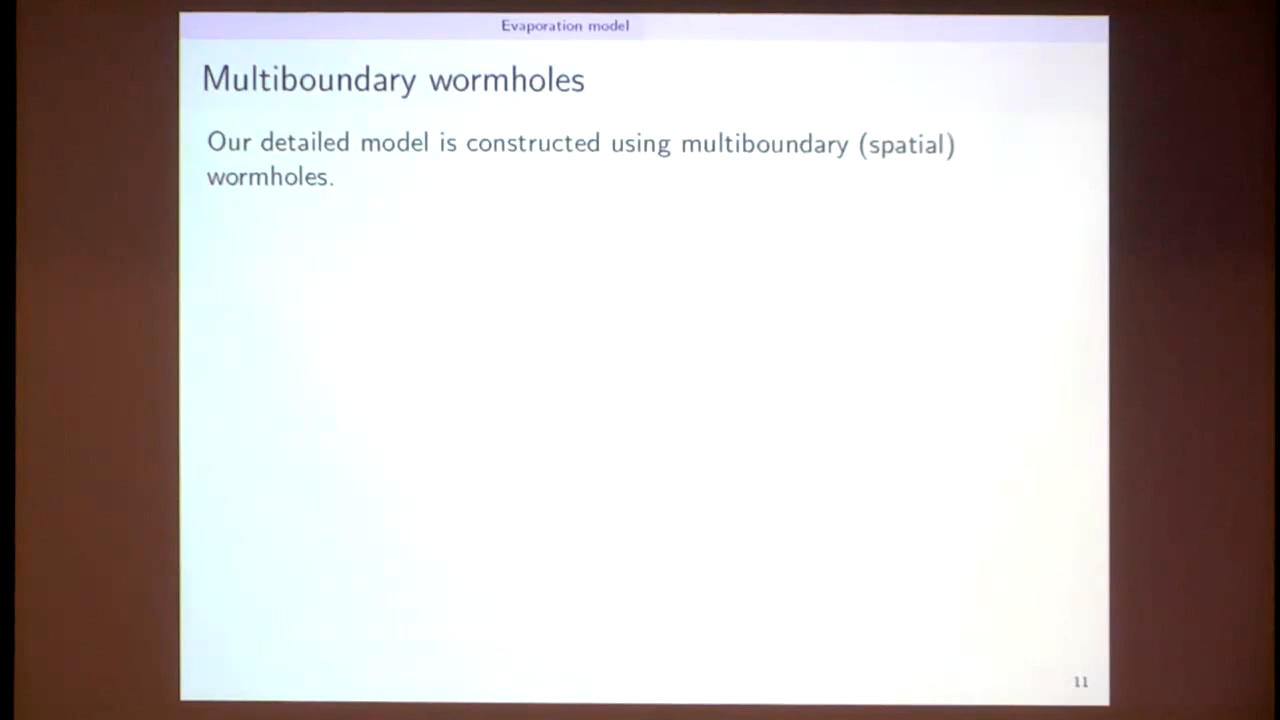 Evaporation model
Multiboundary wormholes
Our detailed model is constructed using multiboundary (spatial)
wormholes.
11